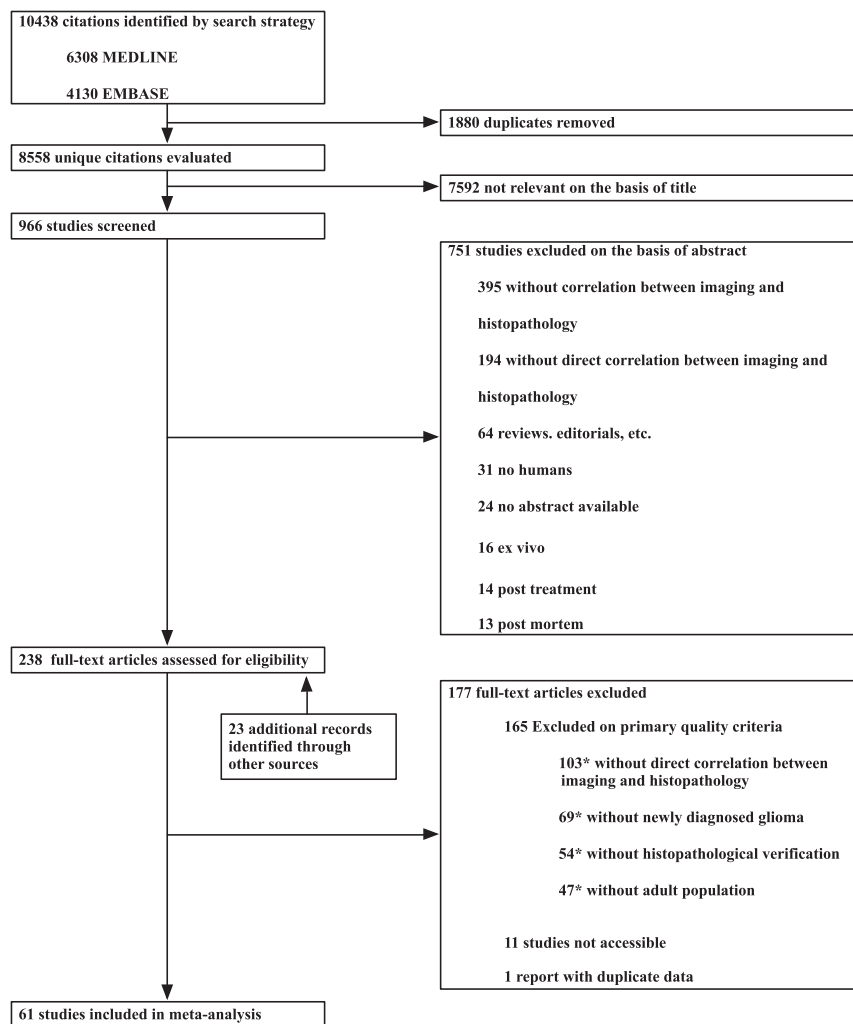 10438 citations identified by search strategy
6308 MEDLINE
4130 EMBASE
1880 duplicates removed
8558 unique citations evaluated
7592 not relevant on the basis of title
966 studies screened
751 studies excluded on the basis of abstract
395 without correlation between imaging and
histopathology
194 without direct correlation between imaging and
histopathology
64 reviews. editorials, etc.
31 no humans
24 no abstract available
16 ex vivo
14 post treatment
13 post mortem
238 full-text articles assessed for eligibility
23 additional records
identified through
other sources
177 full-text articles excluded
165 Excluded on primary quality criteria
103* without direct correlation between
imaging and histopathology
69* without newly diagnosed glioma
54* without histopathological verification
47* without adult population
11 studies not accessible
1 report with duplicate data
61 studies included in meta-analysis